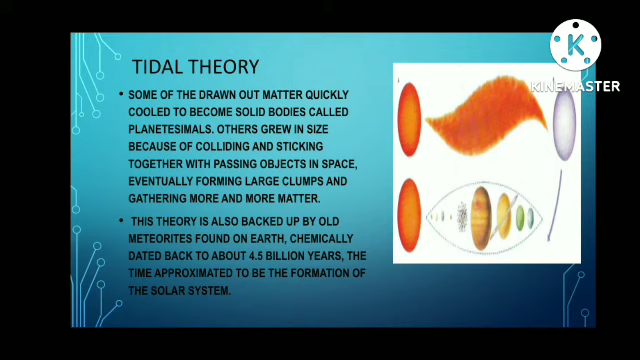 TIDAL THEORY
• SOME OF THE DRAWN OUT MATTER QUICKLY
COOLED TO BECOME SOLID BODIES CALLED
PLANETESIMALS. OTHERS GREW IN SIZE
BECAUSE OF COLLIDING AND STICKING
TOGETHER WITH PASSING OBJECTS IN SPACE,
EVENTUALLY FORMING LARGE CLUMPS AND
GATHERING MORE AND MORE MATTER.
• THIS THEORY IS ALSO BACKED UP BY OLD
METEORITES FOUND ON EARTH, CHEMICALLY
DATED BACK TO ABOUT 4.5 BILLION YEARS, THE
TIME APPROXIMATED TO BE THE FORMATION OF
THE SOLAR SYSTEM.
K
KINEMASTER